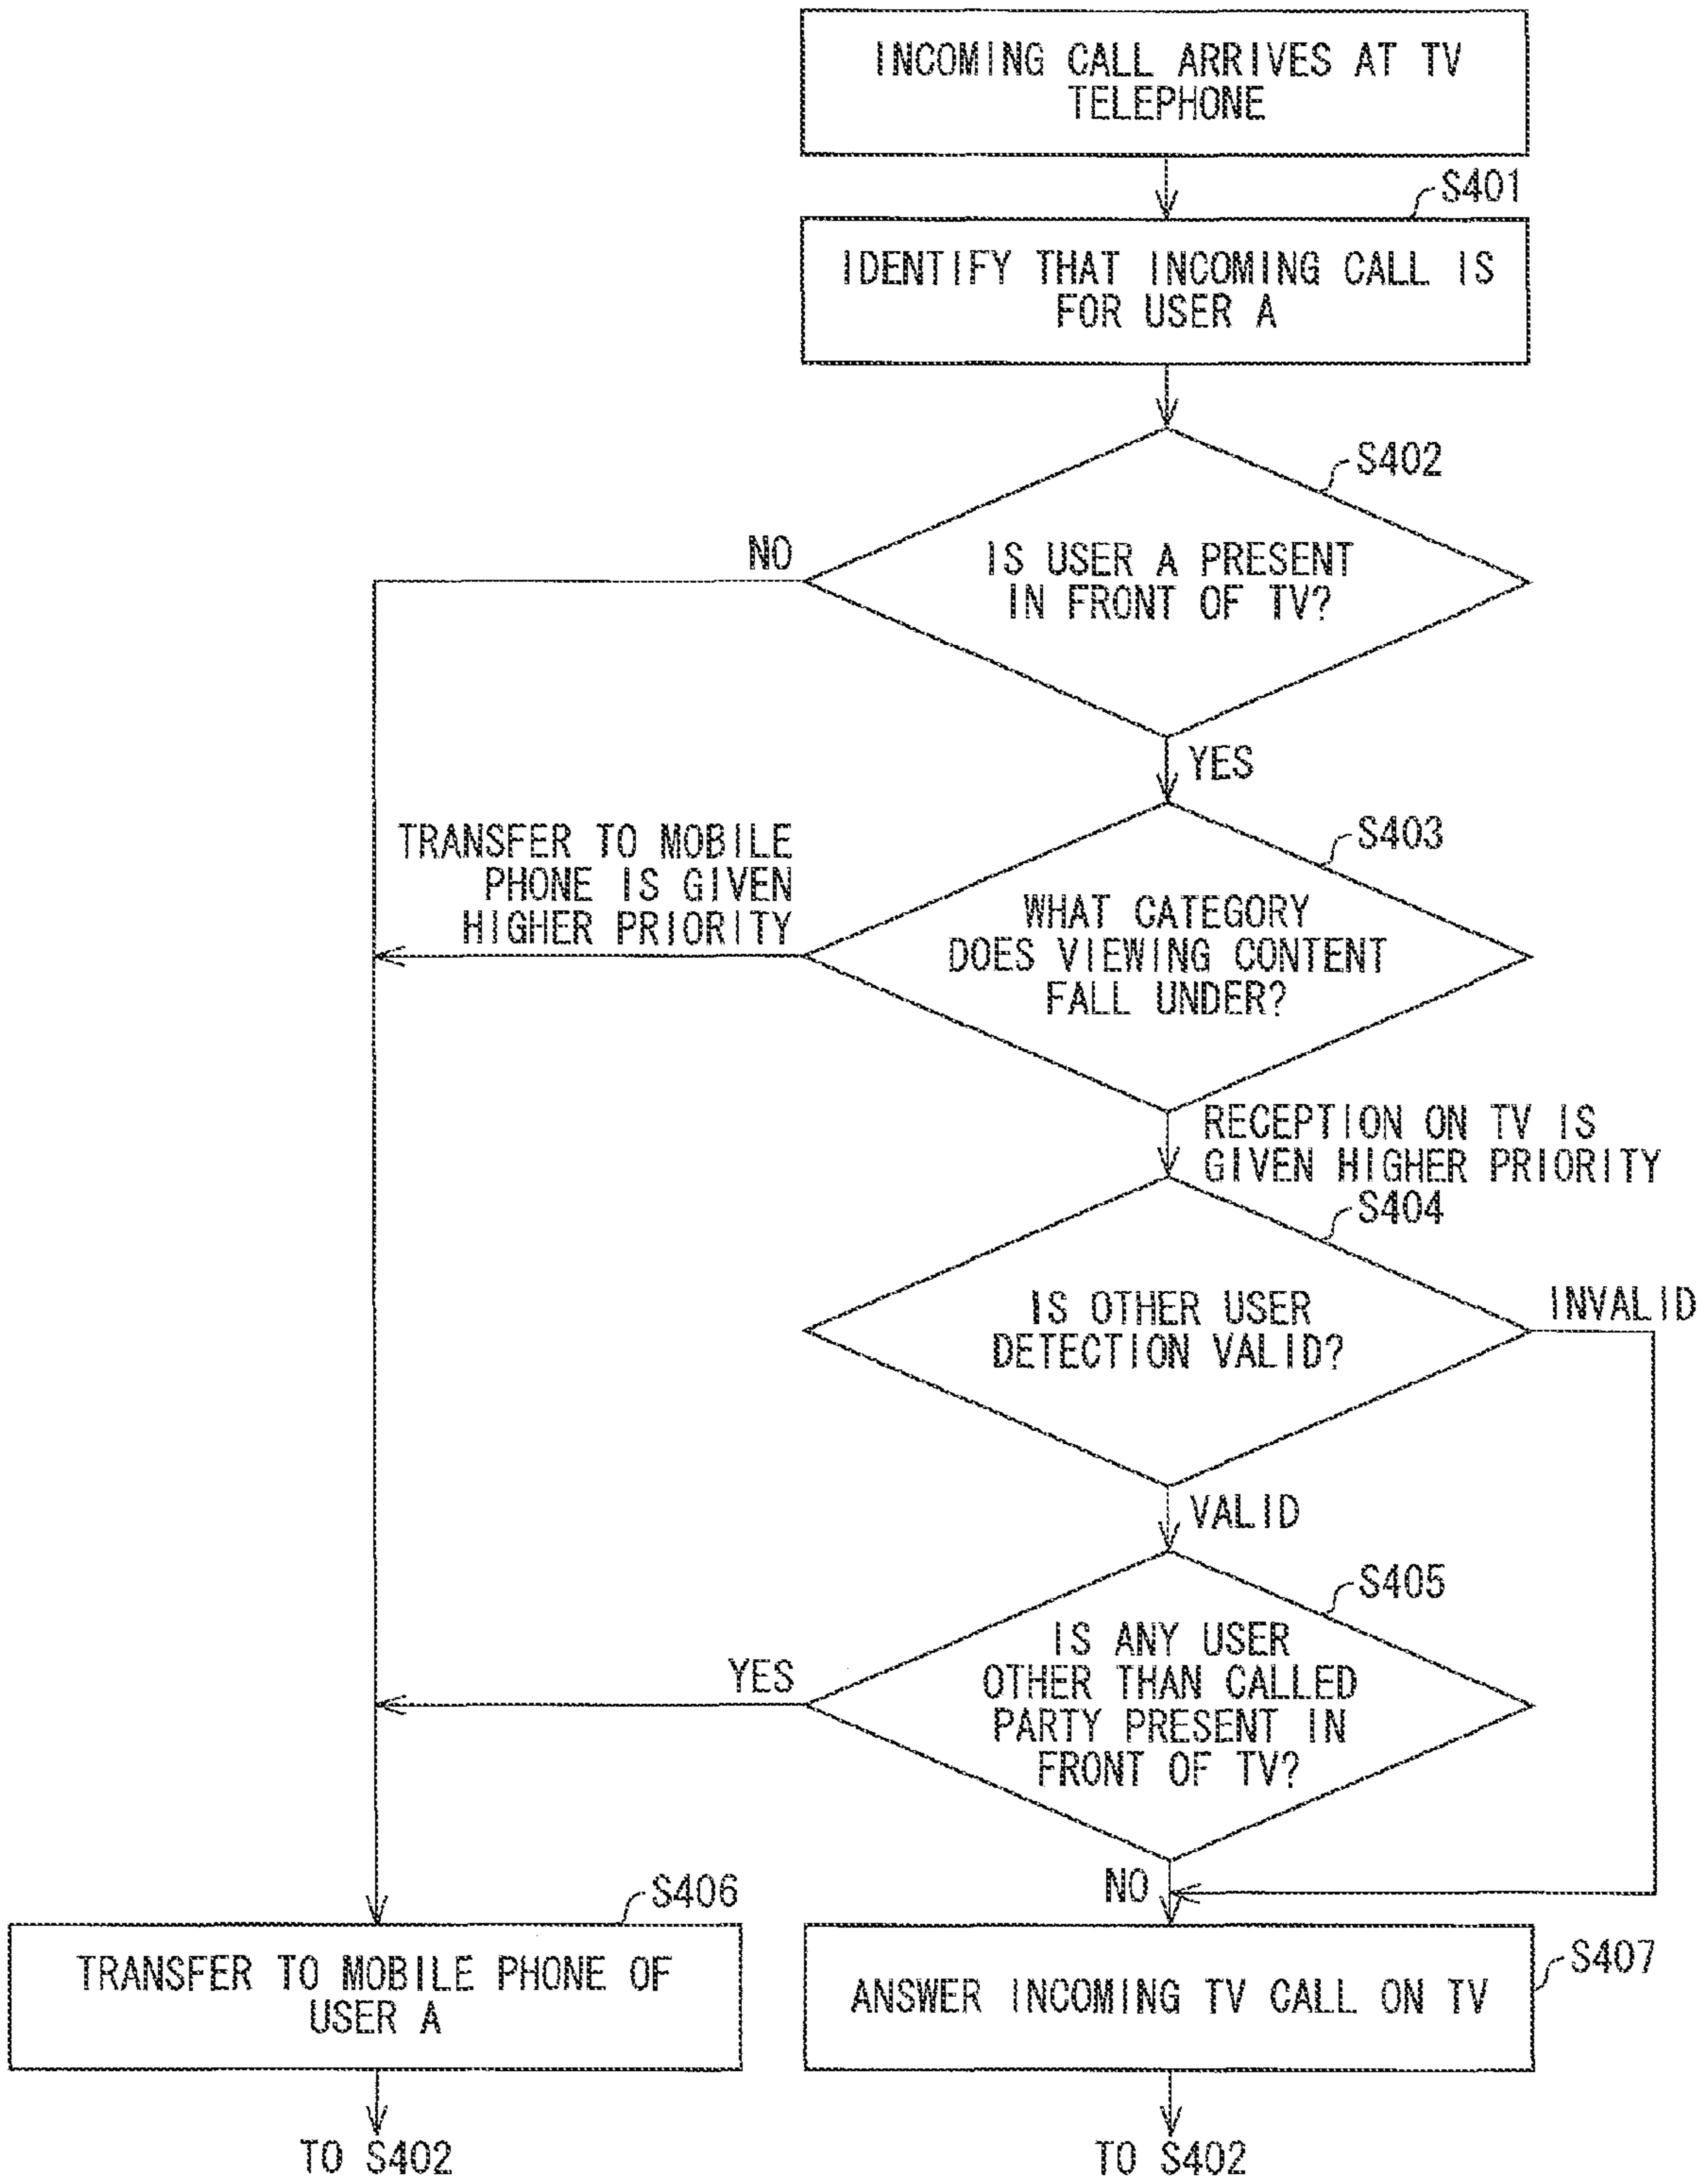 INCOMING CALL ARRIVES AT TV
TELEPHONE
S401
IDENTIFY THAT INCOMING CALL IS
FOR USER A
S402
NO
IS USER A PRESENT
IN FRONT OF TV?
YES
S403
TRANSFER TO MOBILE
PHONE IS GIVEN
HIGHER PRIORITY
WHAT CATEGORY
DOES VIEWING CONTENT
FALL UNDER?
RECEPTION ON TV IS
GIVEN HIGHER PRIORITY
S404
INVALID
IS OTHER USER
DETECTION VALID?
VALID
S405
YES
IS ANY USER
OTHER THAN CALLED
PARTY PRESENT IN
FRONT OF TV?
NO
S406
TRANSFER TO MOBILE PHONE OF
USER A
S407
ANSWER INCOMING TV CALL ON TV
TO S402
TO S402